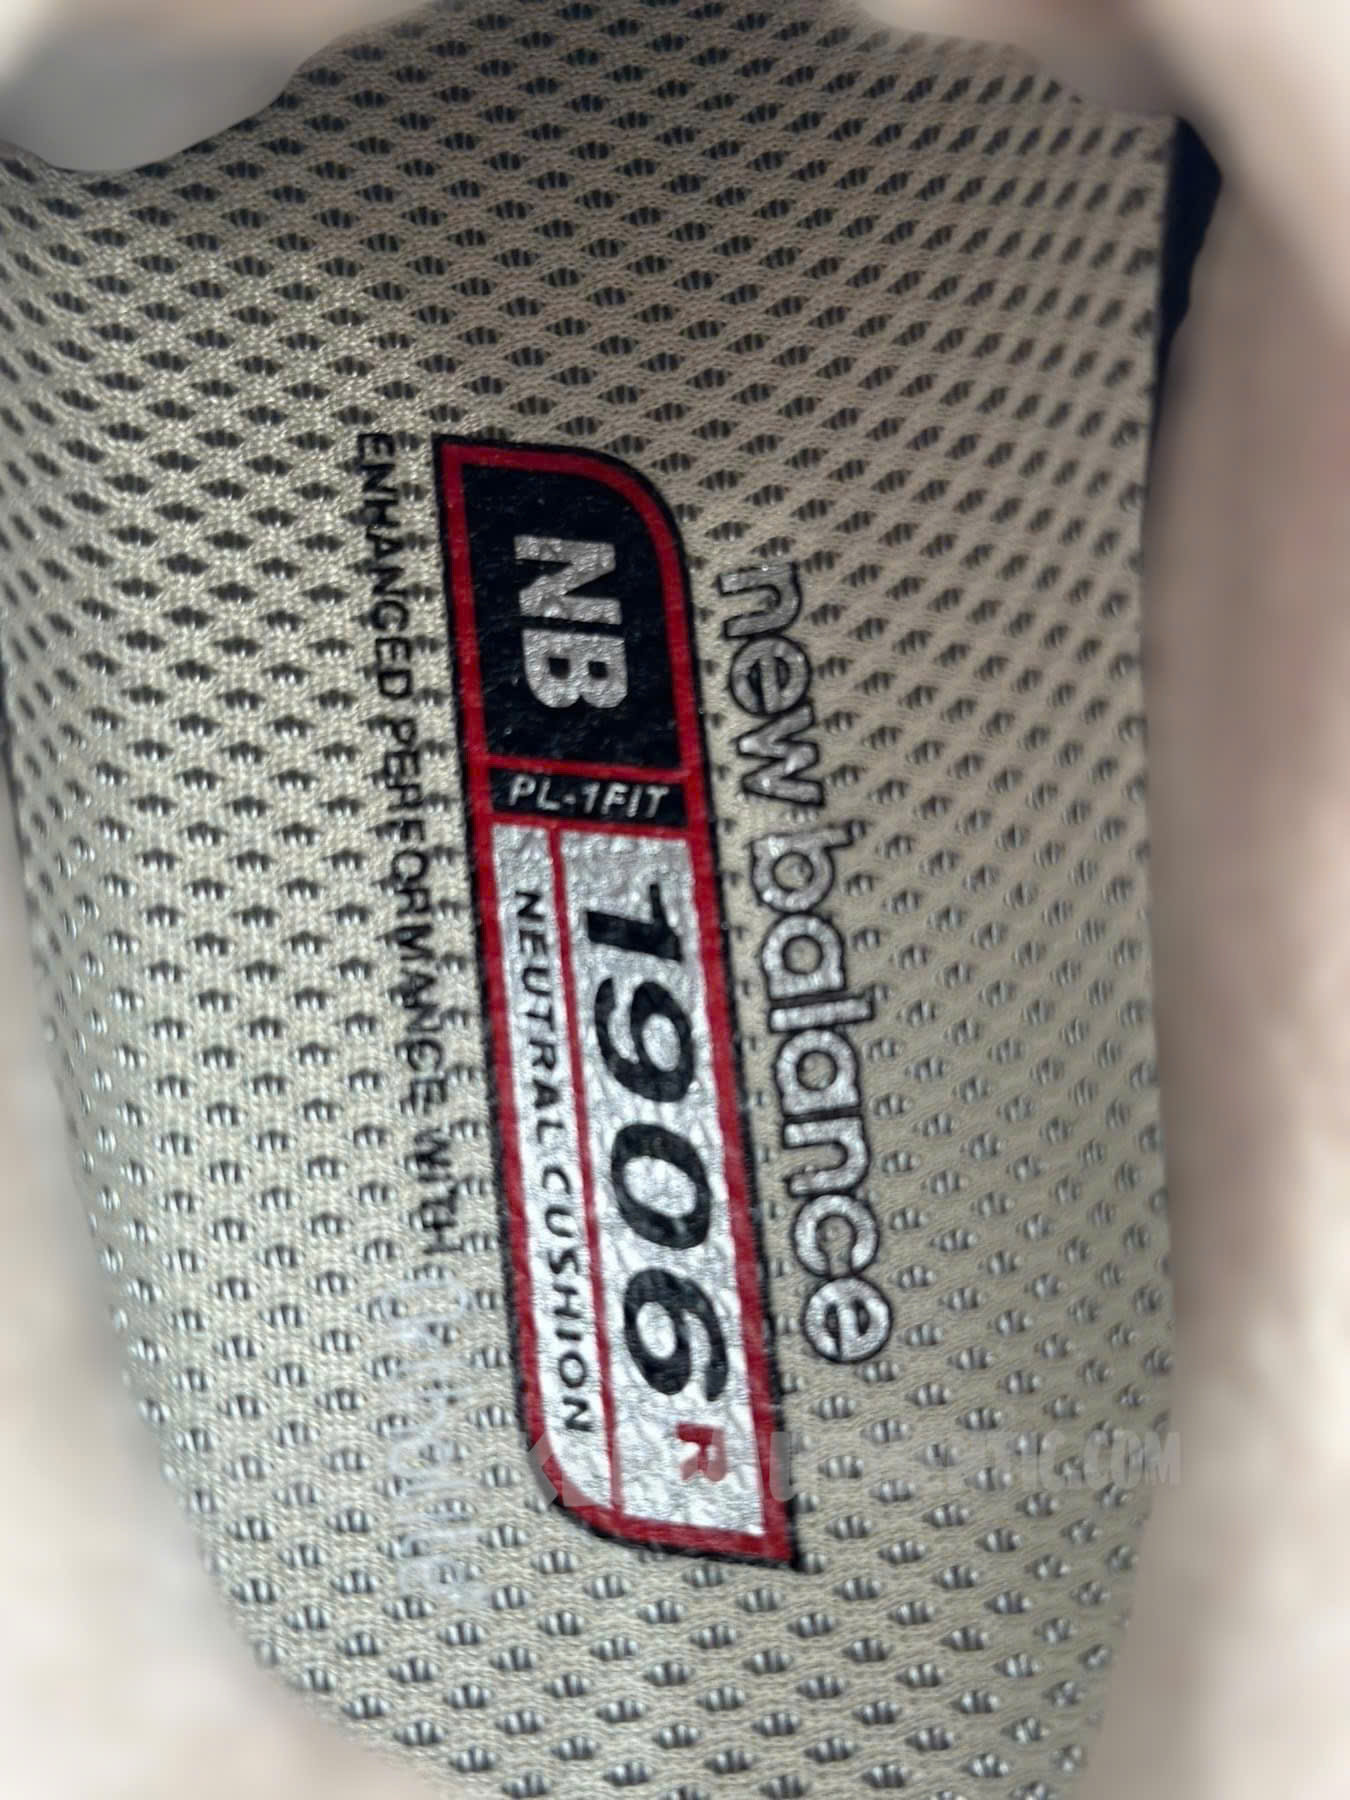 new balance
NB
PL-1FIT
1906R
NEUTRAL CUSHION
ENHANCED PERFORMANCE WITH